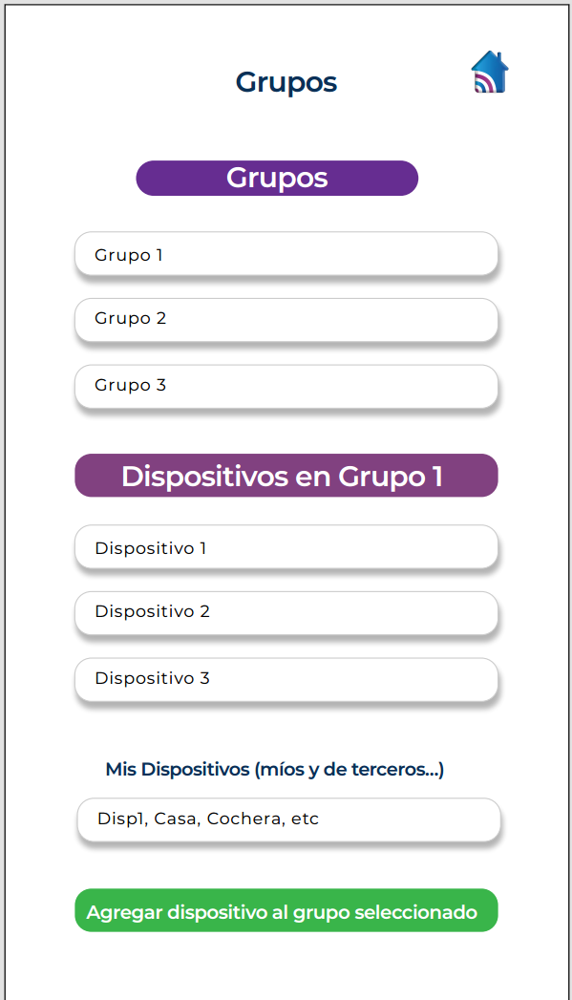 Grupos
Grupos
Grupo 1
Grupo 2
Grupo 3
Dispositivos en Grupo 1
Dispositivo 1
Dispositivo 2
Dispositivo 3
Mis Dispositivos (míos y de terceros...)
Disp1, Casa, Cochera, etc
Agregar dispositivo al grupo seleccionado